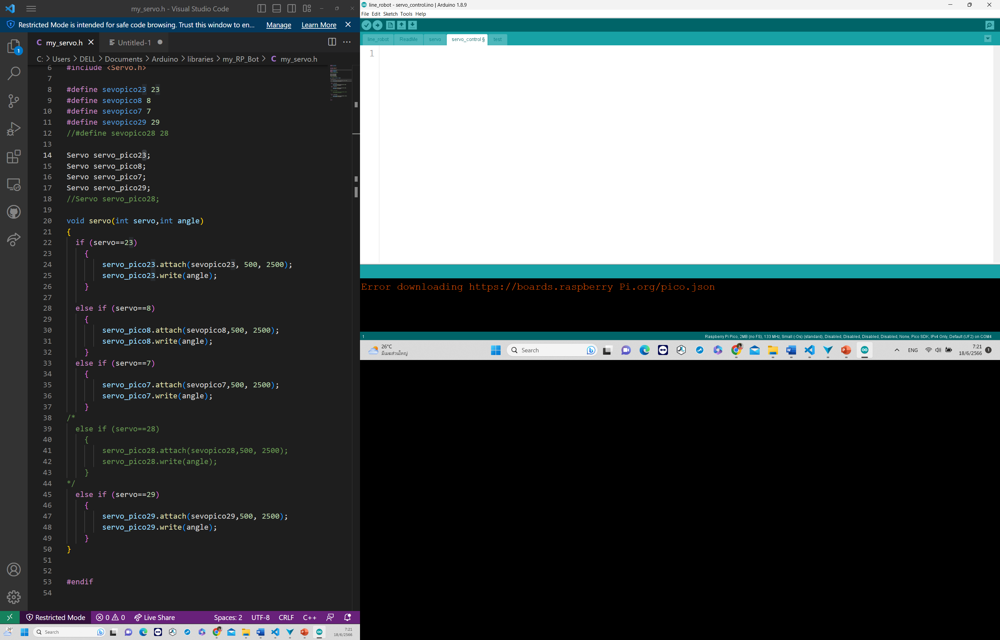 my_servo.h - Visual Studio Code
Restricted Mode is intended for safe code browsing. Trust this window to en... Manage Learn More
1
C my_servo.h Untitled-1
C: > Users > DELL > Documents > Arduino > libraries > my_RP_Bot > C my_servo.h
6 #include <Servo.h>
7
8 #define sevopico23 23
9 #define sevopico8 8
10 #define sevopico7 7
11 #define sevopico29 29
12 //#define sevopico28 28
13
14 Servo servo_pico23;
15 Servo servo_pico8;
16 Servo servo_pico7;
17 Servo servo_pico29;
18 //Servo servo_pico28;
19
20 void servo(int servo,int angle)
21 {
22 if (servo==23)
23 {
24 servo_pico23.attach(sevopico23, 500, 2500);
25 servo_pico23.write(angle);
26 }
27
28 else if (servo==8)
29 {
30 servo_pico8.attach(sevopico8,500, 2500);
31 servo_pico8.write(angle);
32 }
33 else if (servo==7)
34 {
35 servo_pico7.attach(sevopico7,500, 2500);
36 servo_pico7.write(angle);
37 }
38 /*
39 else if (servo==28)
40 {
41 servo_pico28.attach(sevopico28,500, 2500);
42 servo_pico28.write(angle);
43 }
44 */
45 else if (servo==29)
46 {
47 servo_pico29.attach(sevopico29,500, 2500);
48 servo_pico29.write(angle);
49 }
50 }
51
52
53 #endif
54
Restricted Mode 0 0 Live Share Spaces: 2 UTF-8 CRLF C++
26° Search 7:21
18/6/2566
line_robot - servo_control.ino | Arduino 1.8.9
File Edit Sketch Tools Help
line_robot ReadMe servo servo_control § test
1
Error downloading https://boards.raspberry Pi.org/pico.json
1 Raspberry Pi Pico, 2MB (no FS), 133 MHz, Small (-Os) (standard), Disabled, Disabled, Disabled, Disabled, None, Pico SDK, IPv4 Only, Default (UF2) on COM4
26°C
มีเมฆส่วนใหญ่
Search
ENG
7:21
18/6/2566
1